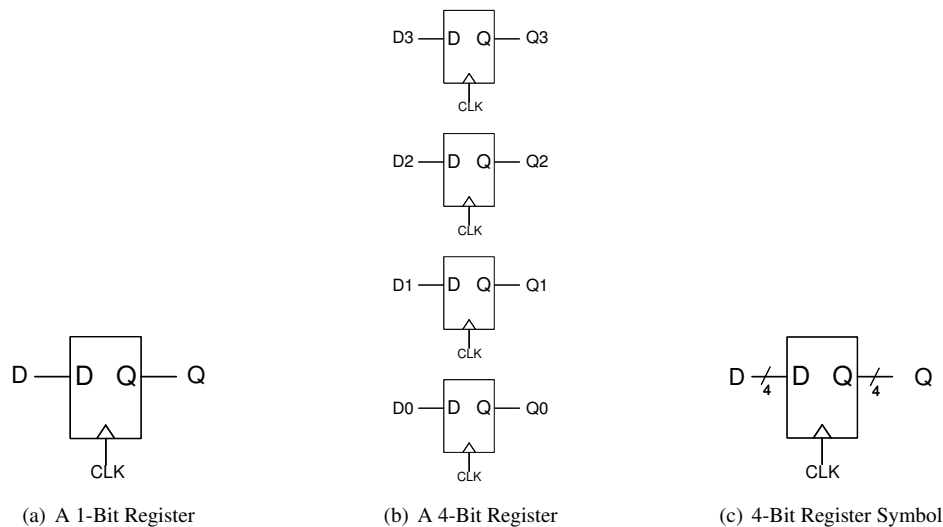 D D Q Q
CLK
(a) A 1-Bit Register
D3 D Q Q3
CLK
D2 D Q Q2
CLK
D1 D Q Q1
CLK
D0 D Q Q0
CLK
(b) A 4-Bit Register
D 4 D Q 4 Q
CLK
(c) 4-Bit Register Symbol